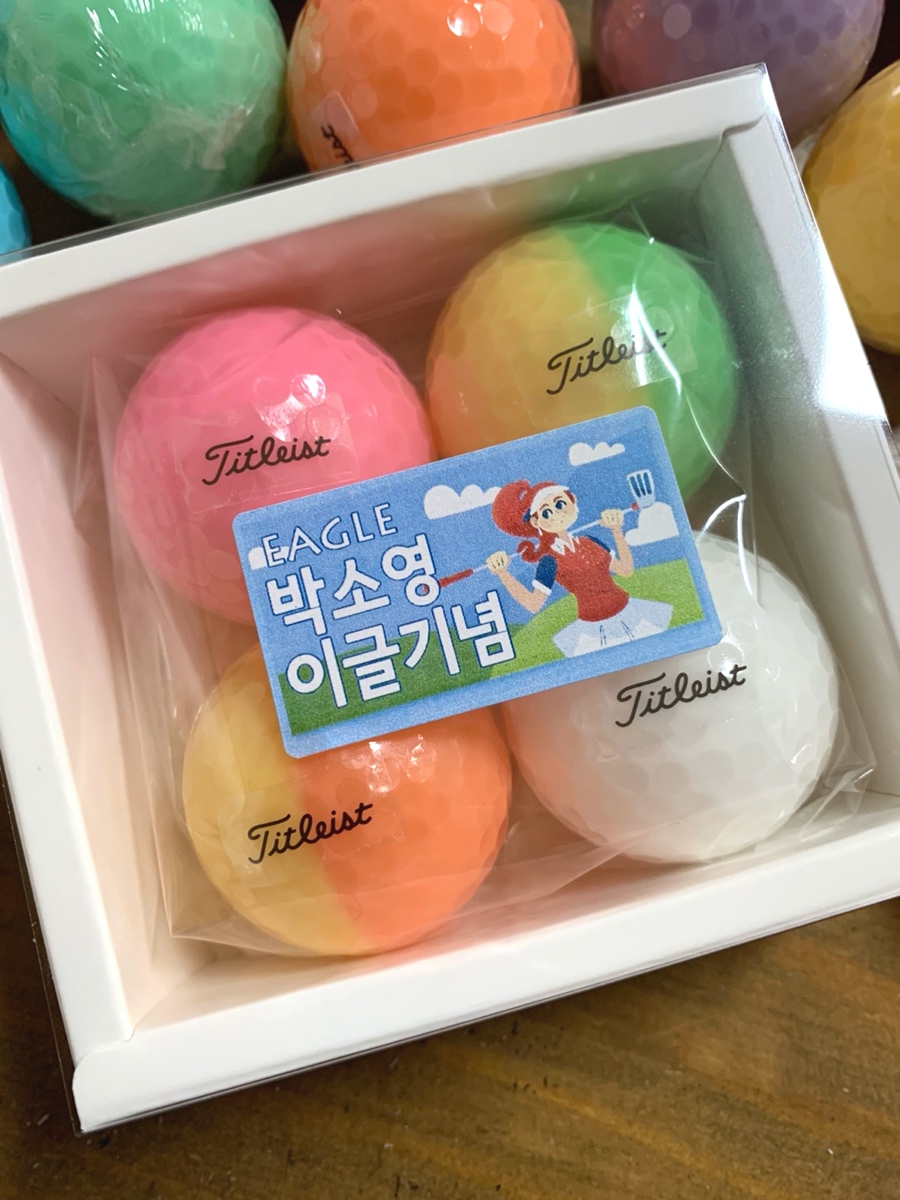 Titleist
Titleist
EAGLE
박소영
이글기념
Titleist
Titleist